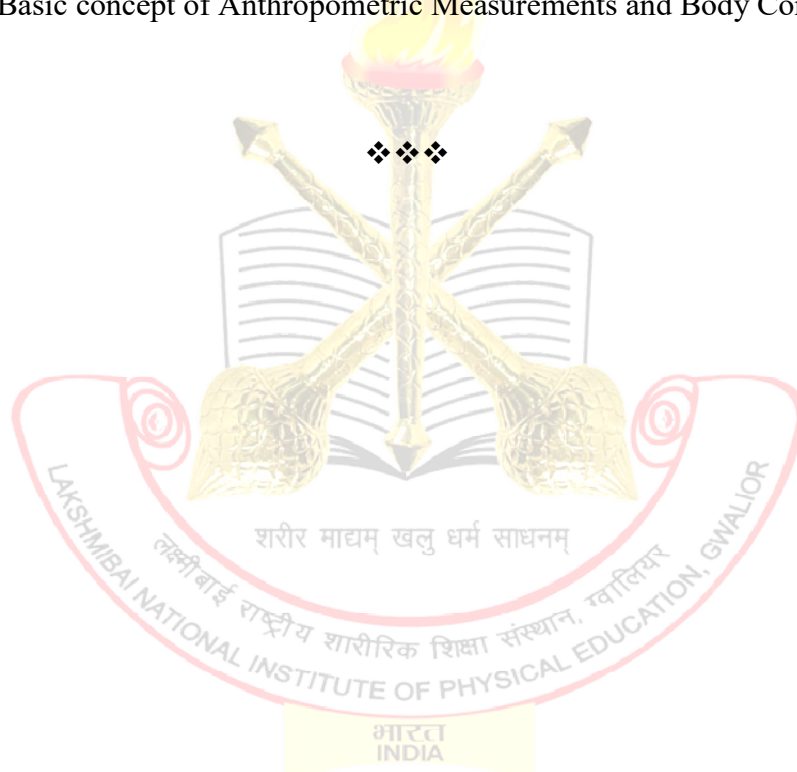 Basic concept of Anthropometric Measurements and Body Co
❖❖❖
शरीर माद्यम् खलु धर्म साधनम्
लक्ष्मीबाई राष्ट्रीय शारीरिक शिक्षा संस्थान, ग्वालियर
LAKSHMIBAI NATIONAL INSTITUTE OF PHYSICAL EDUCATION, GWALIOR
भारत
INDIA